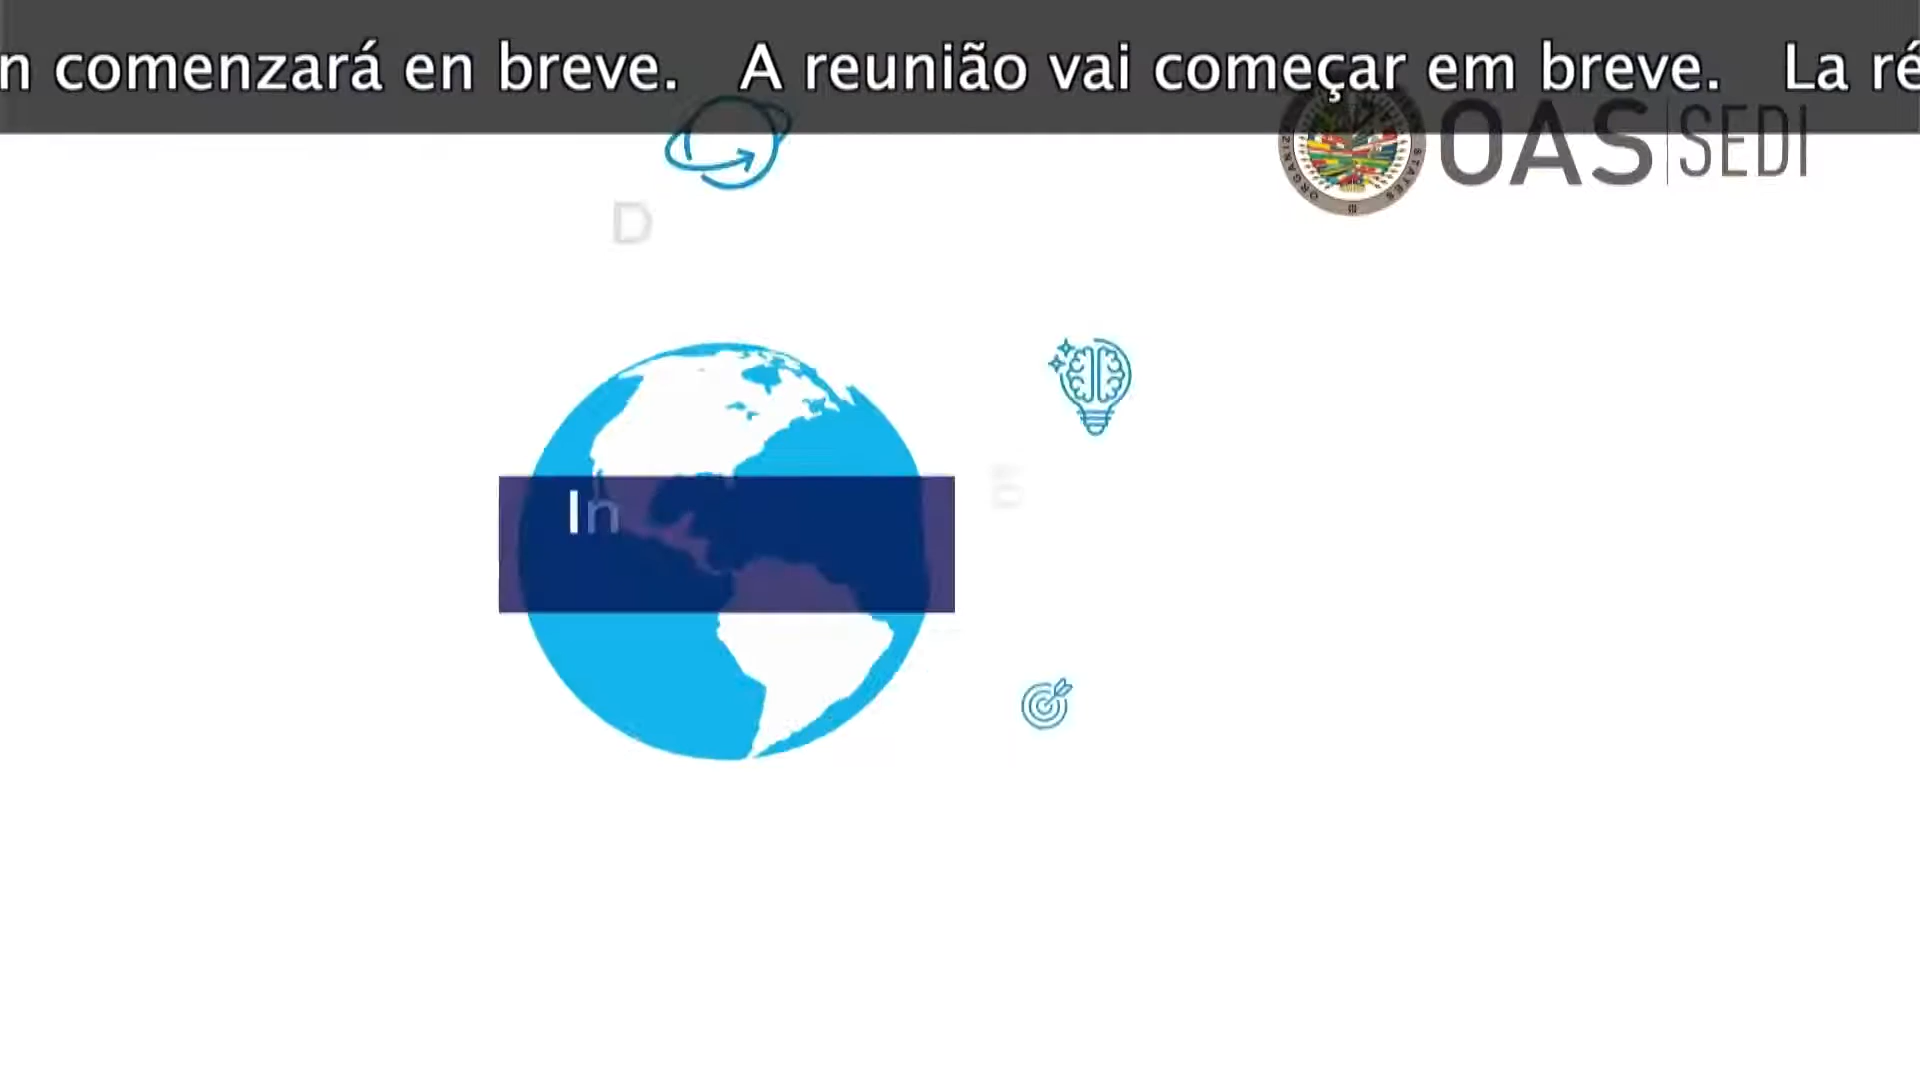 n comenzará en breve. A reunião vai começar em breve. La ré
OAS SEDI
D
In